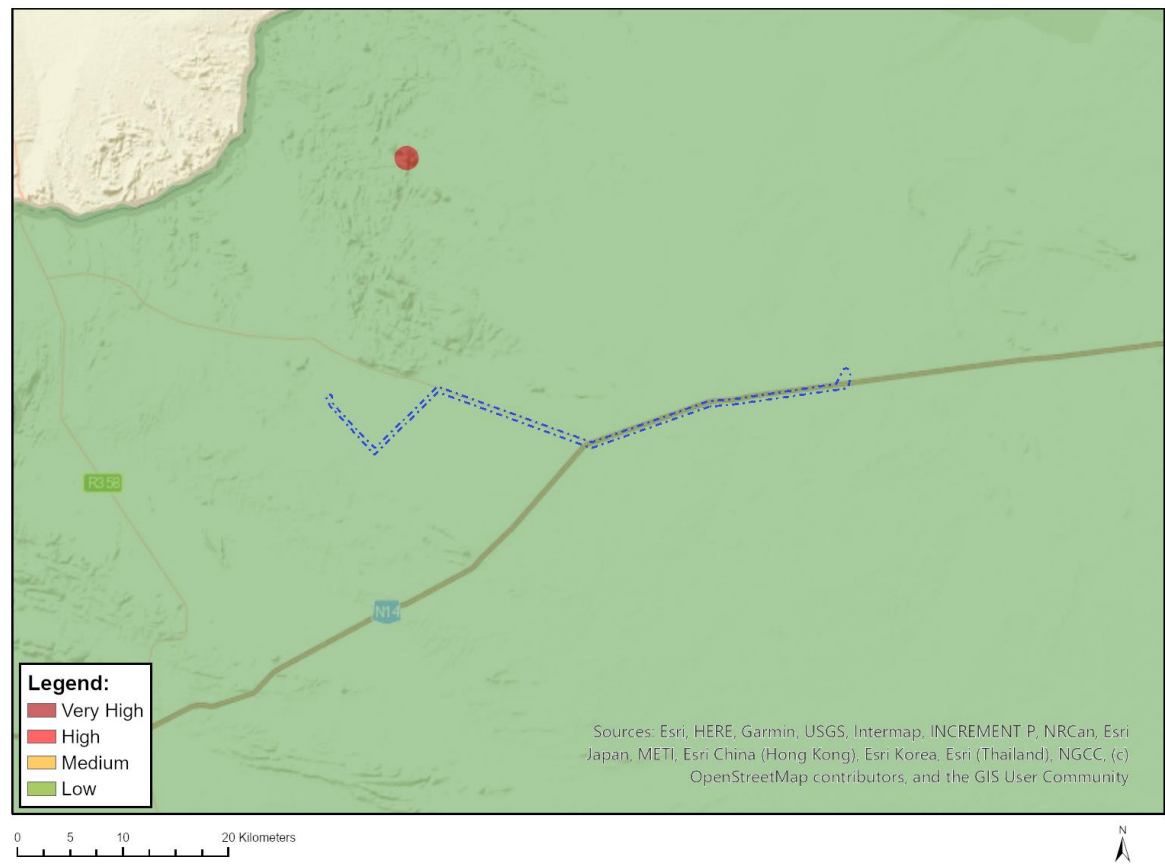 R358
N14
Legend:
Very High
High
Medium
Low
Sources: Esri, HERE, Garmin, USGS, Intermap, INCREMENT P, NRCan, Esri
Japan, METI, Esri China (Hong Kong), Esri Korea, Esri (Thailand), NGCC, (c)
OpenStreetMap contributors, and the GIS User Community
0 5 10 20 Kilometers
N